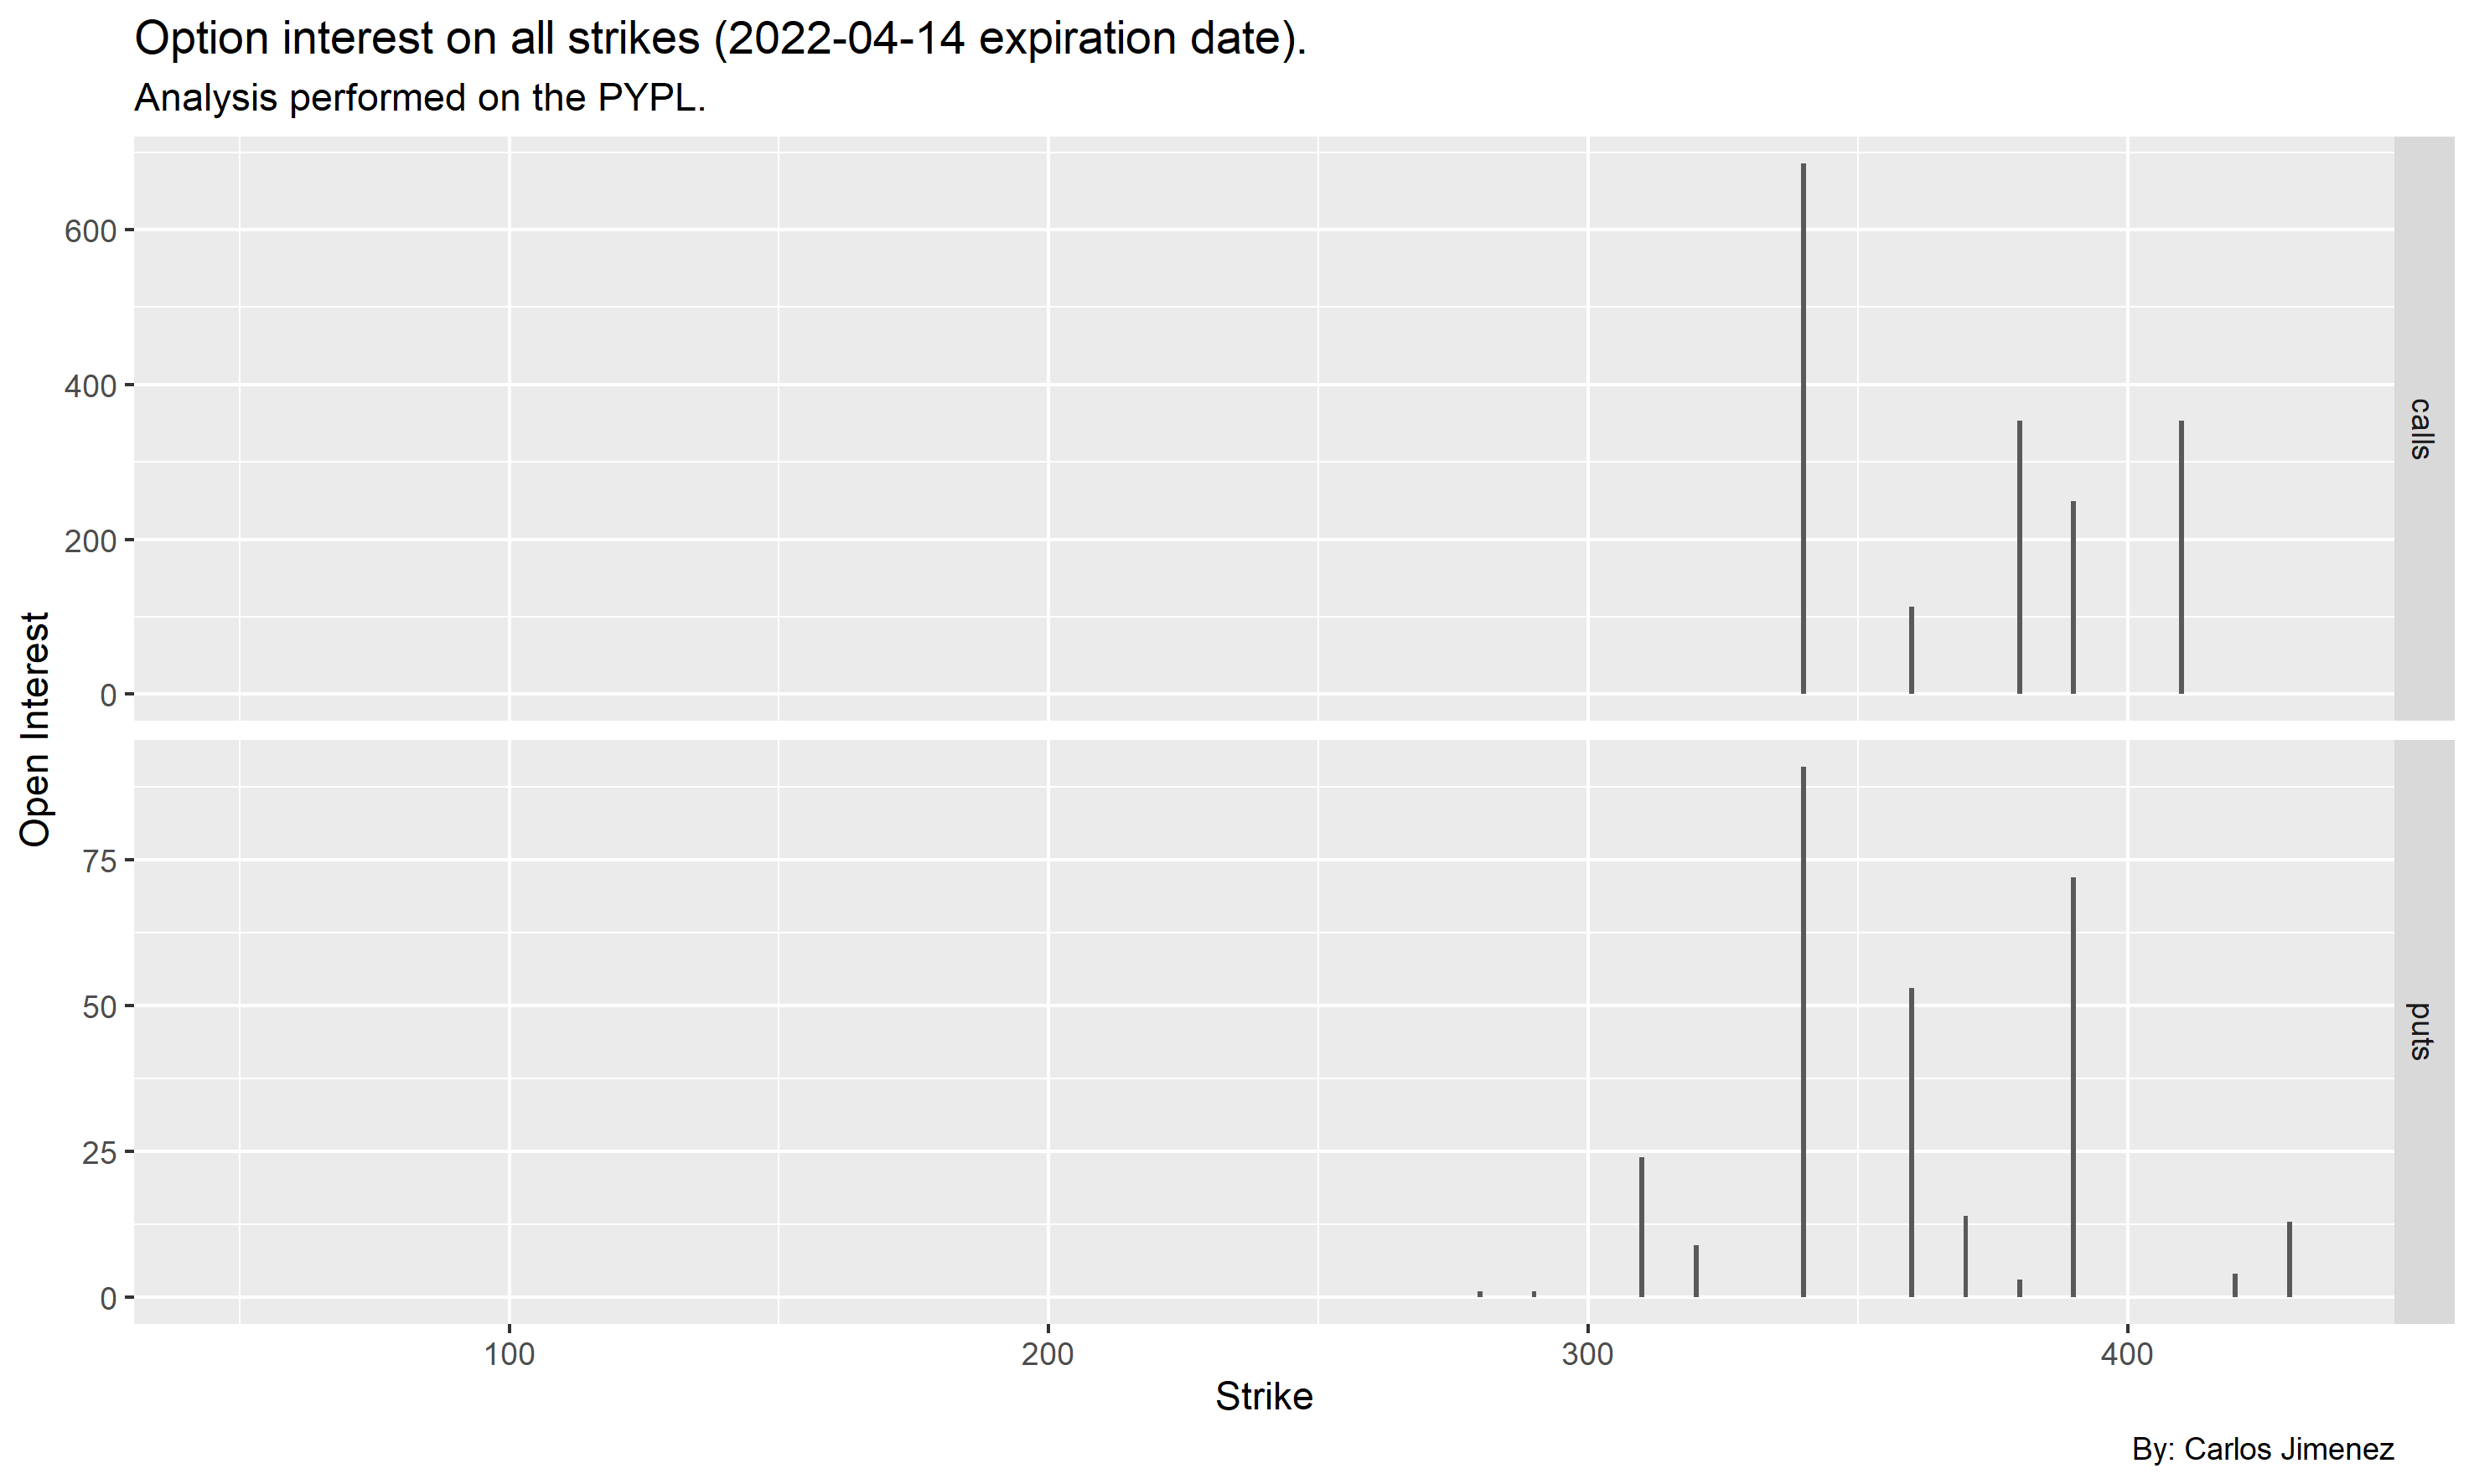 Option interest on all strikes (2022-04-14 expiration date).
Analysis performed on the PYPL.
Open Interest
600
400
200
0
calls
75
50
25
0
puts
100 200 300 400
Strike
By: Carlos Jimenez